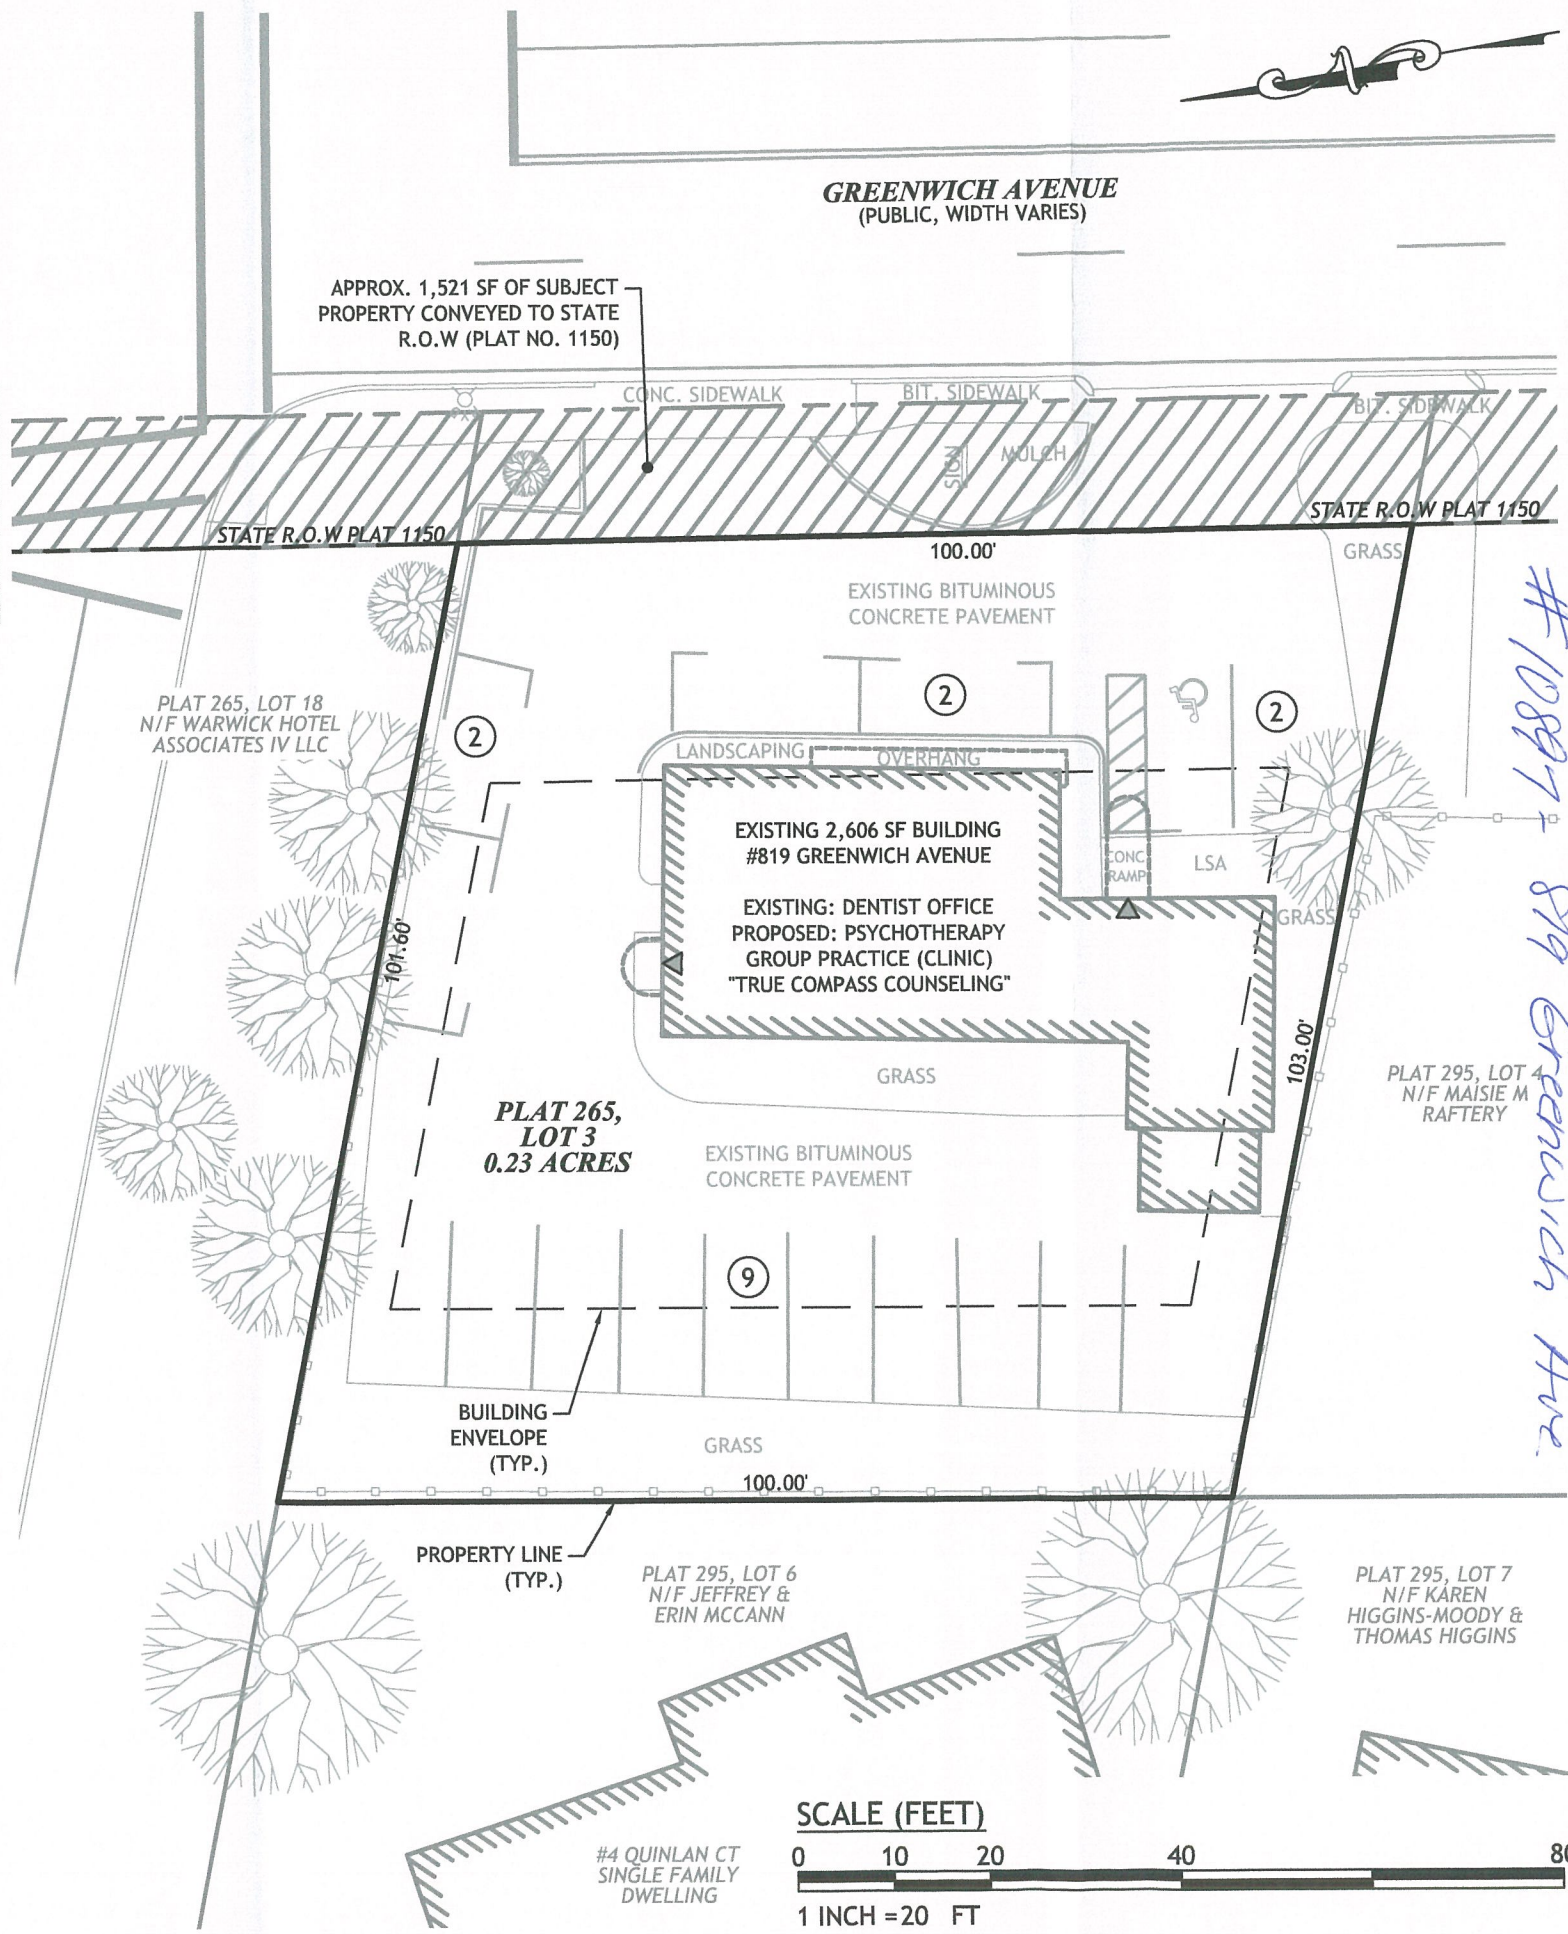 N
GREENWICH AVENUE
(PUBLIC, WIDTH VARIES)
APPROX. 1,521 SF OF SUBJECT
PROPERTY CONVEYED TO STATE
R.O.W (PLAT NO. 1150)
CONC. SIDEWALK
BIT. SIDEWALK
BIT. SIDEWALK
SIGN
MULCH
STATE R.O.W PLAT 1150
STATE R.O.W PLAT 1150
100.00'
GRASS
EXISTING BITUMINOUS
CONCRETE PAVEMENT
#10897 - 819 Greenwich Ave.
PLAT 265, LOT 18
N/F WARWICK HOTEL
ASSOCIATES IV LLC
2
2
2
LANDSCAPING
OVERHANG
EXISTING 2,606 SF BUILDING
#819 GREENWICH AVENUE
EXISTING: DENTIST OFFICE
PROPOSED: PSYCHOTHERAPY
GROUP PRACTICE (CLINIC)
"TRUE COMPASS COUNSELING"
CONC
RAMP
LSA
GRASS
101.60'
103.00'
GRASS
PLAT 295, LOT 4
N/F MAISIE M
RAFTERY
PLAT 265,
LOT 3
0.23 ACRES
EXISTING BITUMINOUS
CONCRETE PAVEMENT
9
BUILDING
ENVELOPE
(TYP.)
GRASS
100.00'
PROPERTY LINE
(TYP.)
PLAT 295, LOT 6
N/F JEFFREY &
ERIN MCCANN
PLAT 295, LOT 7
N/F KAREN
HIGGINS-MOODY &
THOMAS HIGGINS
#4 QUINLAN CT
SINGLE FAMILY
DWELLING
SCALE (FEET)
0 10 20 40 80
1 INCH =20 FT